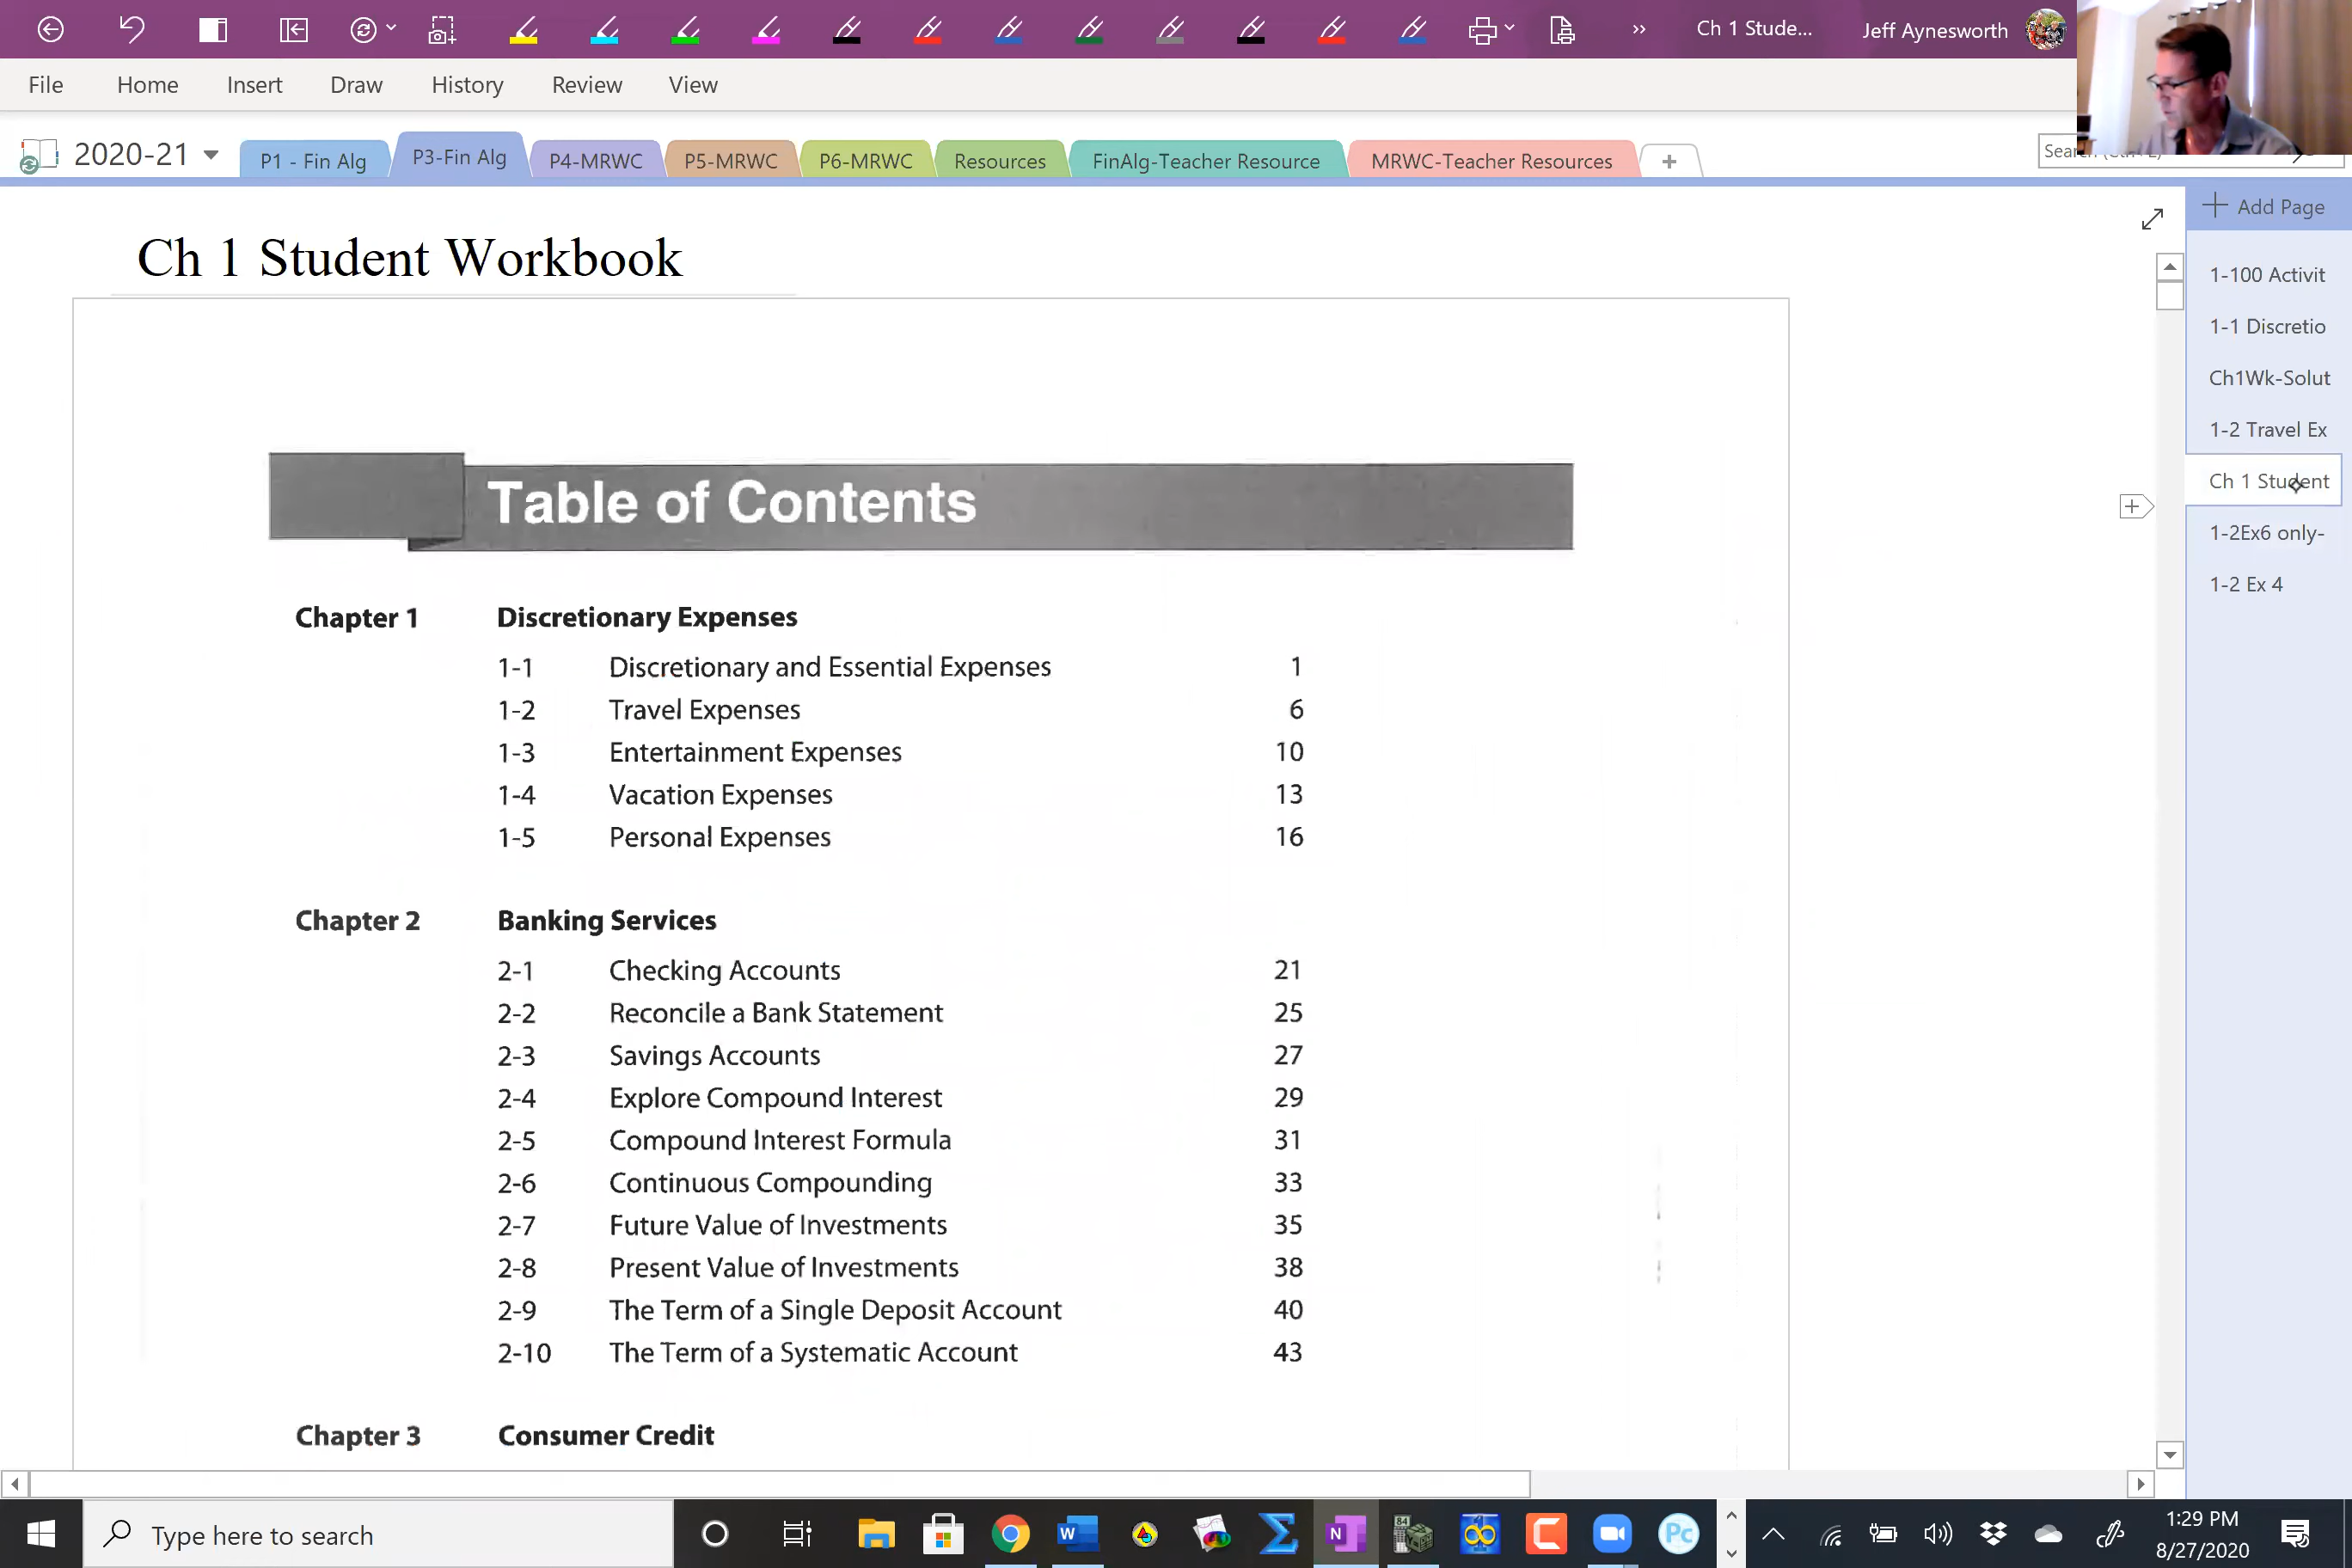 Ch 1 Stude... Jeff Aynesworth
File Home Insert Draw History Review View
2020-21 P1 - Fin Alg P3-Fin Alg P4-MRWC P5-MRWC P6-MRWC Resources FinAlg-Teacher Resource MRWC-Teacher Resources +
Add Page
1-100 Activit
1-1 Discretio
Ch1Wk-Solut
1-2 Travel Ex
Ch 1 Student
1-2Ex6 only-
1-2 Ex 4
Ch 1 Student Workbook
Table of Contents
Chapter 1 Discretionary Expenses
1-1 Discretionary and Essential Expenses 1
1-2 Travel Expenses 6
1-3 Entertainment Expenses 10
1-4 Vacation Expenses 13
1-5 Personal Expenses 16
Chapter 2 Banking Services
2-1 Checking Accounts 21
2-2 Reconcile a Bank Statement 25
2-3 Savings Accounts 27
2-4 Explore Compound Interest 29
2-5 Compound Interest Formula 31
2-6 Continuous Compounding 33
2-7 Future Value of Investments 35
2-8 Present Value of Investments 38
2-9 The Term of a Single Deposit Account 40
2-10 The Term of a Systematic Account 43
Chapter 3 Consumer Credit
Type here to search
W
N
84
C
Pc
1:29 PM
8/27/2020